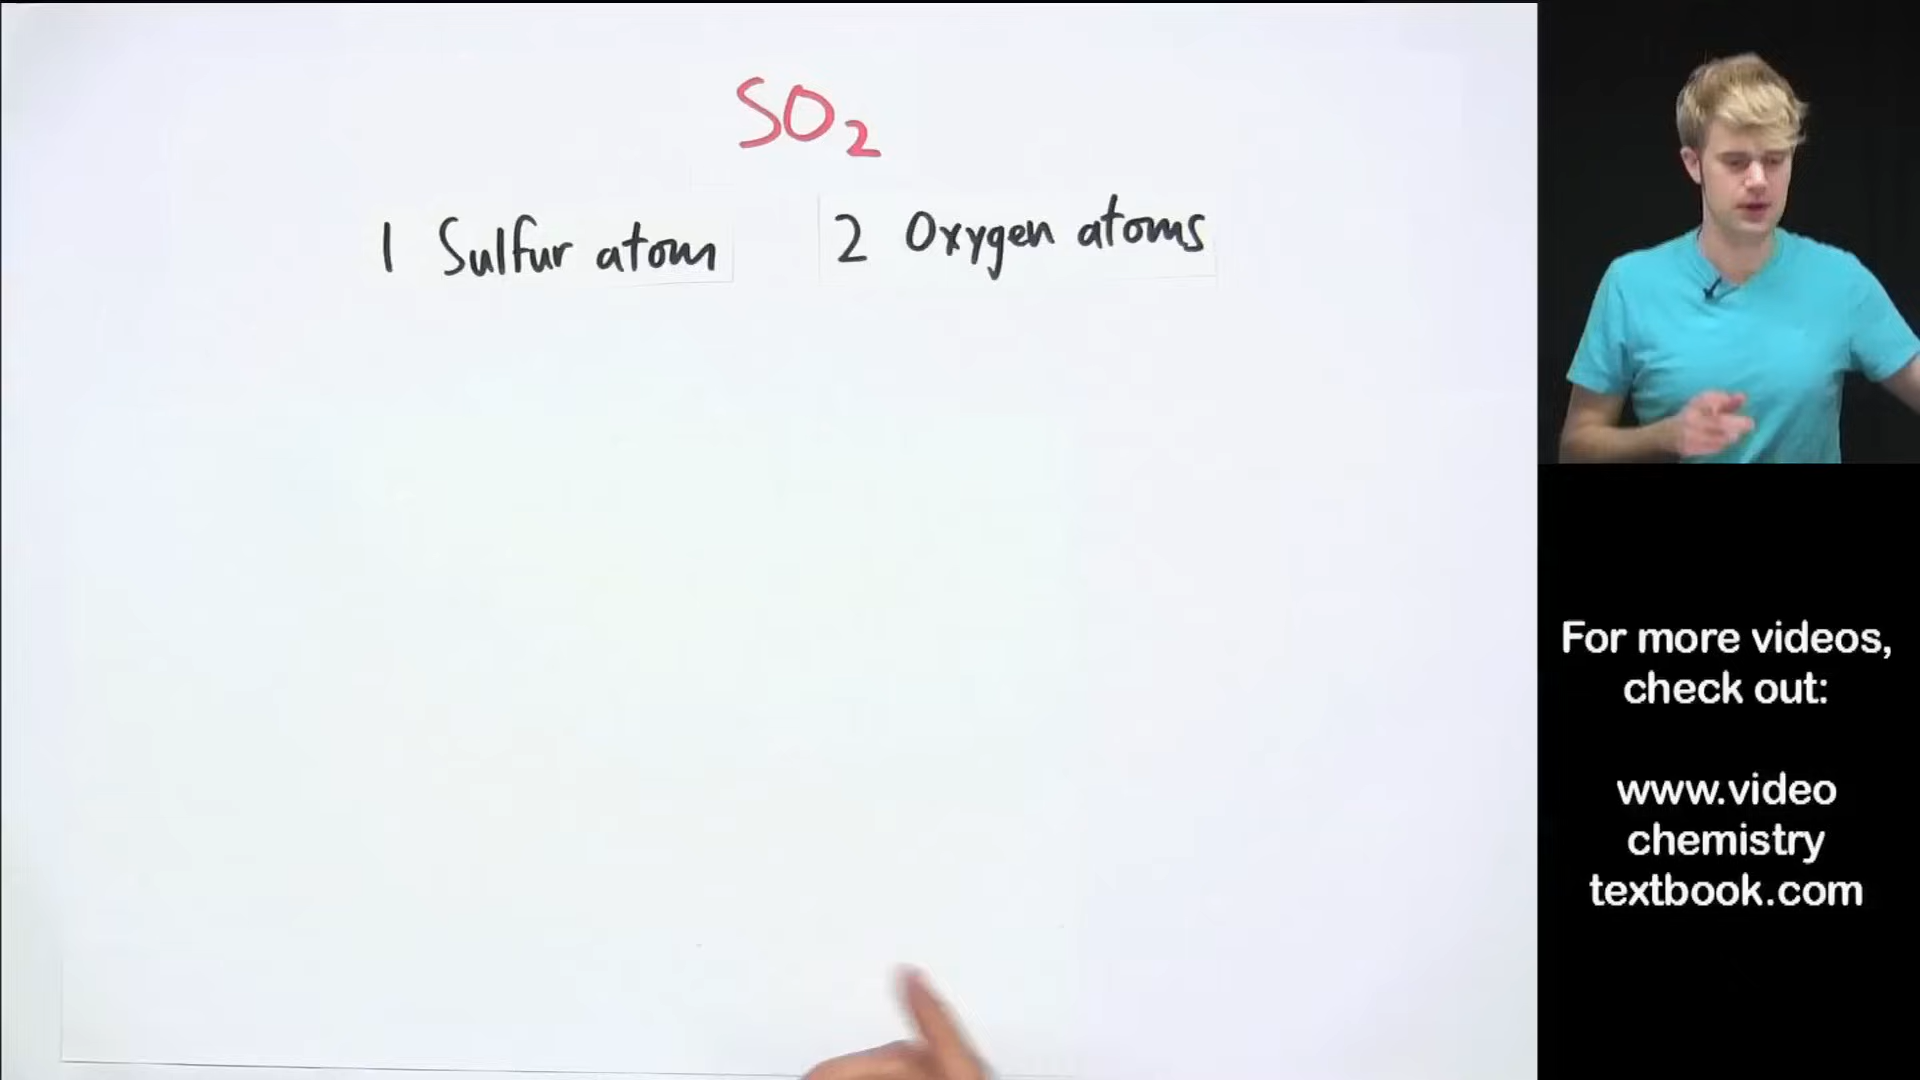 SO₂
1 Sulfur atom 2 Oxygen atoms
For more videos,
check out:
www.video
chemistry
textbook.com